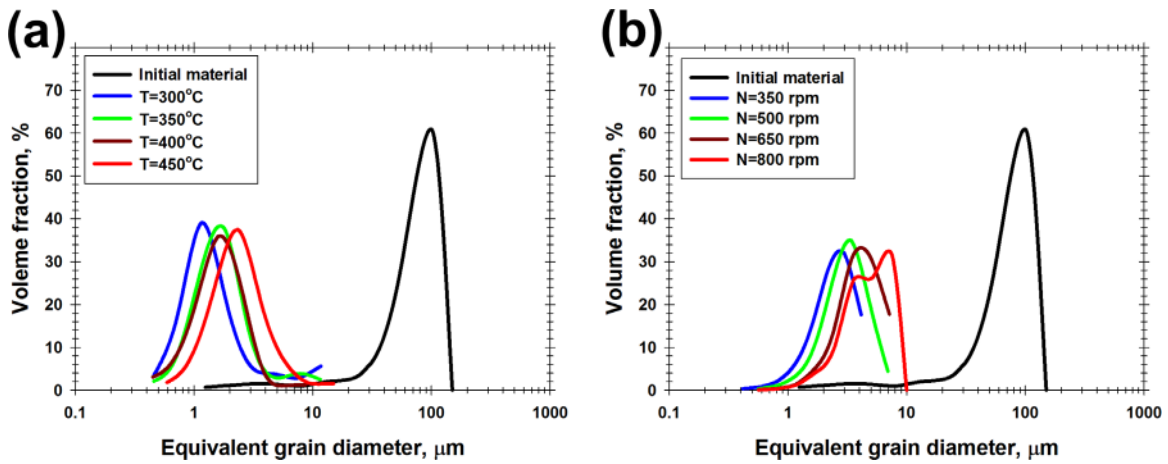 (a)
Voleme fraction, %
70
60
50
40
30
20
10
0
Initial material
T=300°C
T=350°C
T=400°C
T=450°C
0.1 1 10 100 1000
Equivalent grain diameter, μm
(b)
Volume fraction, %
70
60
50
40
30
20
10
0
Initial material
N=350 rpm
N=500 rpm
N=650 rpm
N=800 rpm
0.1 1 10 100 1000
Equivalent grain diameter, μm